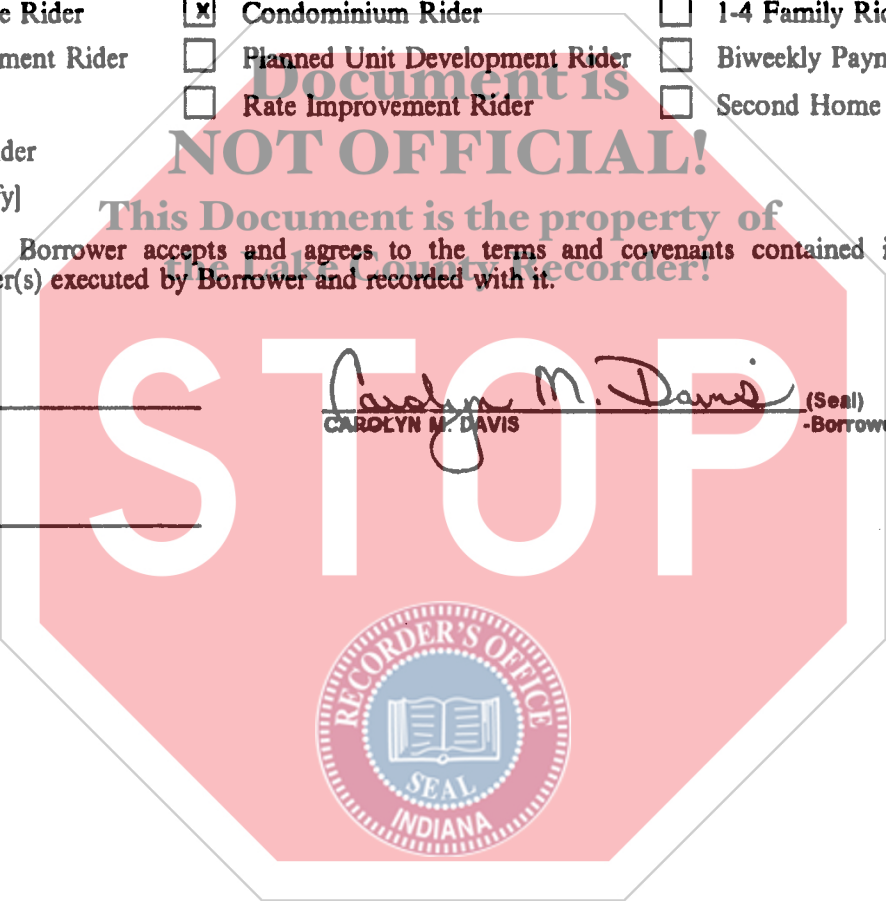 e Rider [x] Condominium Rider [ ] 1-4 Family Ric
ment Rider [ ] Planned Unit Development Rider [ ] Biweekly Payn
Document is
[ ] Rate Improvement Rider [ ] Second Home
NOT OFFICIAL!
der
fy]
This Document is the property of
Borrower accepts and agrees to the terms and covenants contained i
the Lake County Recorder!
er(s) executed by Borrower and recorded with it.
STOP
Carolyn M. Davis (Seal)
CAROLYN M. DAVIS -Borrowe
RECORDER'S OFFICE
SEAL
INDIANA